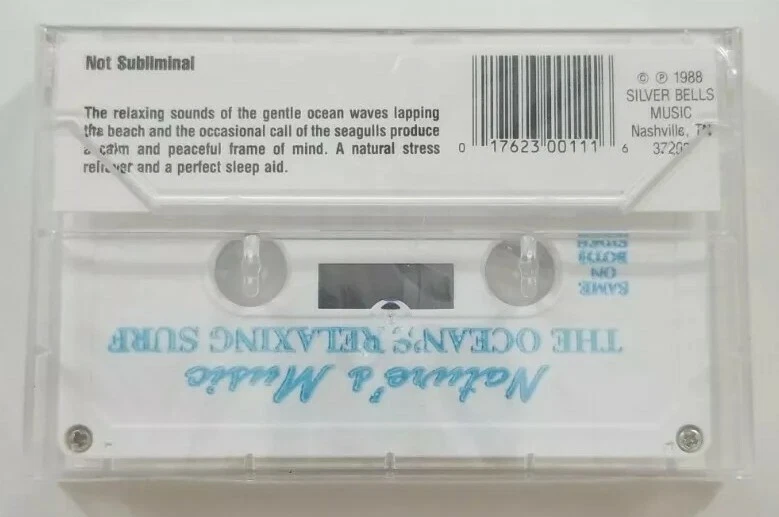 Not Subliminal
The relaxing sounds of the gentle ocean waves lapping
the beach and the occasional call of the seagulls produce
a calm and peaceful frame of mind. A natural stress
reliever and a perfect sleep aid.
0 17623 00111 6
© ℗ 1988
SILVER BELLS
MUSIC
Nashville, TN
Nature's Music
THE OCEAN'S RELAXING SURF
SAME
ON
BOTH
SIDES